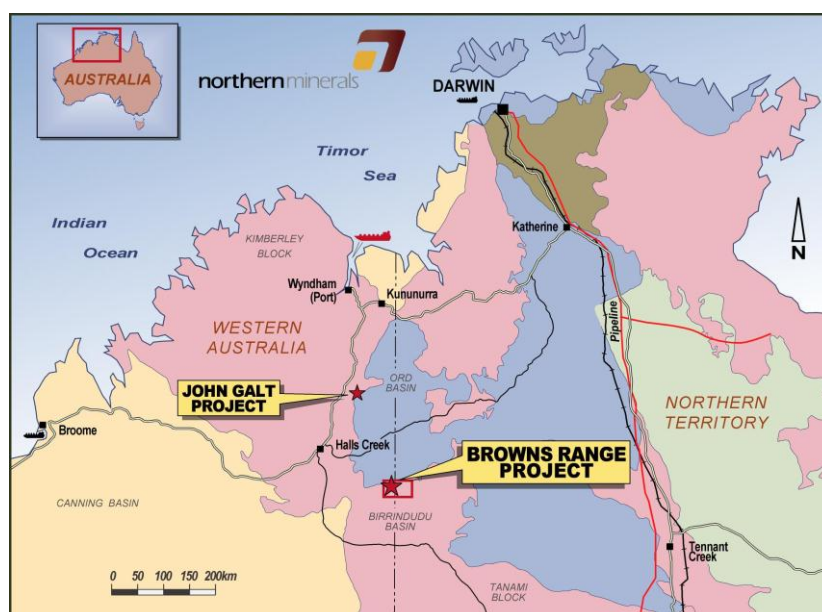 AUSTRALIA
northernminerals
DARWIN
Timor
Sea
Indian
Ocean
KIMBERLEY
BLOCK
Katherine
N
Wyndham
(Port)
Kununurra
WESTERN
AUSTRALIA
Pipeline
JOHN GALT
PROJECT
ORD
BASIN
NORTHERN
TERRITORY
Broome
Halls Creek
BROWNS RANGE
PROJECT
CANNING BASIN
BIRRINDUDU
BASIN
Tennant
Creek
0 50 100 150 200km
TANAMI
BLOCK